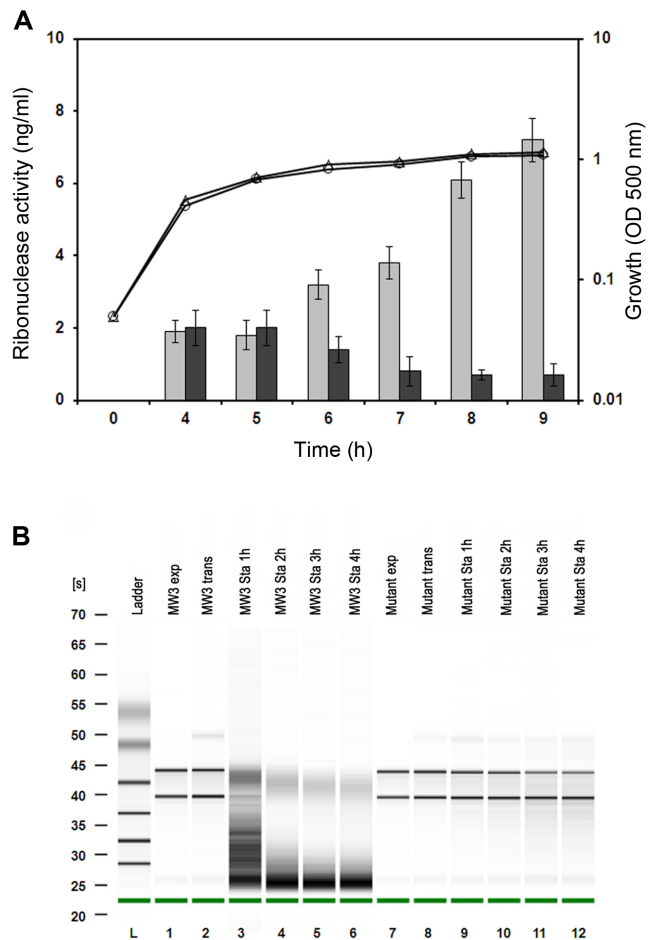 A
Ribonuclease activity (ng/ml)
Growth (OD 500 nm)
10
8
6
4
2
0
10
1
0.1
0.01
0 4 5 6 7 8 9
Time (h)
B
[s]
Ladder
MW3 exp
MW3 trans
MW3 Sta 1h
MW3 Sta 2h
MW3 Sta 3h
MW3 Sta 4h
Mutant exp
Mutant trans
Mutant Sta 1h
Mutant Sta 2h
Mutant Sta 3h
Mutant Sta 4h
70
65
60
55
50
45
40
35
30
25
20
L 1 2 3 4 5 6 7 8 9 10 11 12